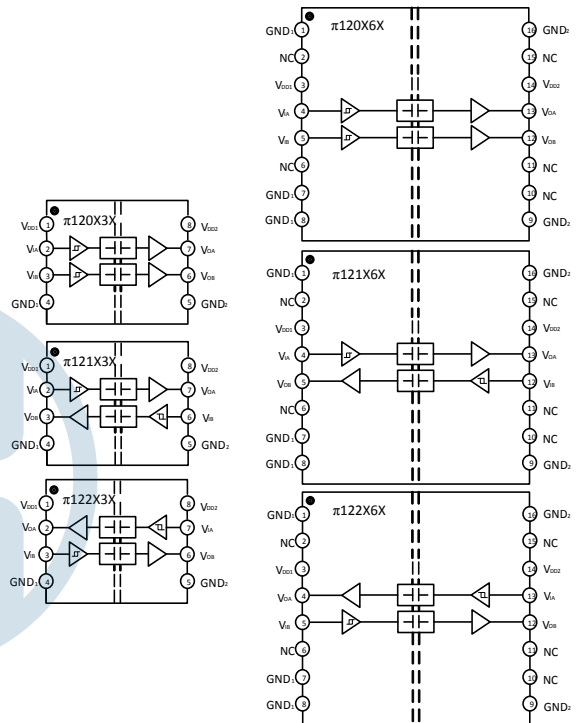 π120X3X
VDD1 1 8 VDD2
VIA 2 7 VOA
VIB 3 6 VOB
GND1 4 5 GND2
π121X3X
VDD1 1 8 VDD2
VIA 2 7 VOA
VOB 3 6 VIB
GND1 4 5 GND2
π122X3X
VDD1 1 8 VDD2
VOA 2 7 VIA
VIB 3 6 VOB
GND1 4 5 GND2
π120X6X
GND1 1 16 GND2
NC 2 15 NC
VDD1 3 14 VDD2
VIA 4 13 VOA
VIB 5 12 VOB
NC 6 11 NC
GND1 7 10 NC
GND1 8 9 GND2
π121X6X
GND1 1 16 GND2
NC 2 15 NC
VDD1 3 14 VDD2
VIA 4 13 VOA
VOB 5 12 VIB
NC 6 11 NC
GND1 7 10 NC
GND1 8 9 GND2
π122X6X
GND1 1 16 GND2
NC 2 15 NC
VDD1 3 14 VDD2
VOA 4 13 VIA
VIB 5 12 VOB
NC 6 11 NC
GND1 7 10 NC
GND1 8 9 GND2